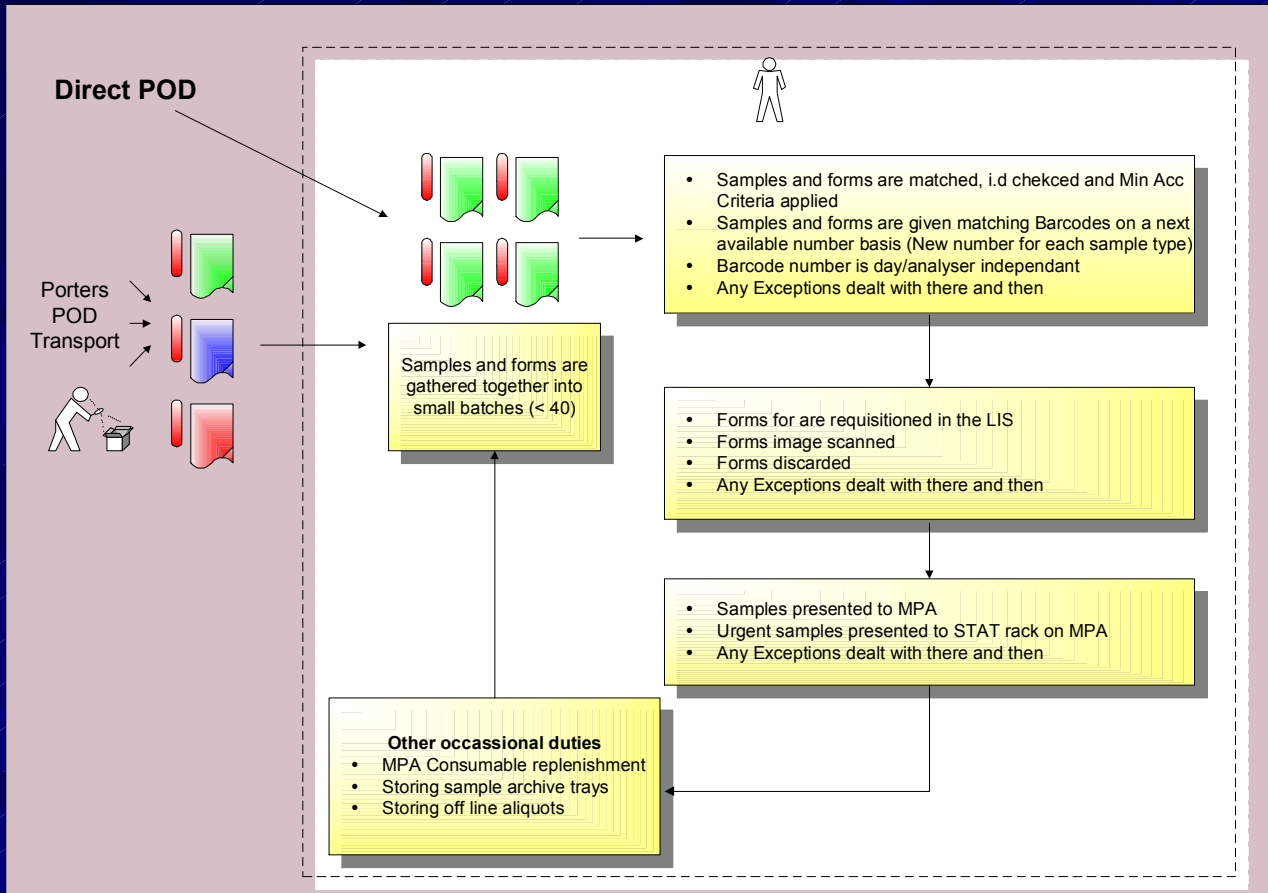 Direct POD
Porters
POD
Transport
Samples and forms are
gathered together into
small batches (< 40)
• Samples and forms are matched, i.d chekced and Min Acc
Criteria applied
• Samples and forms are given matching Barcodes on a next
available number basis (New number for each sample type)
• Barcode number is day/analyser independant
• Any Exceptions dealt with there and then
• Forms for are requisitioned in the LIS
• Forms image scanned
• Forms discarded
• Any Exceptions dealt with there and then
• Samples presented to MPA
• Urgent samples presented to STAT rack on MPA
• Any Exceptions dealt with there and then
Other occassional duties
• MPA Consumable replenishment
• Storing sample archive trays
• Storing off line aliquots